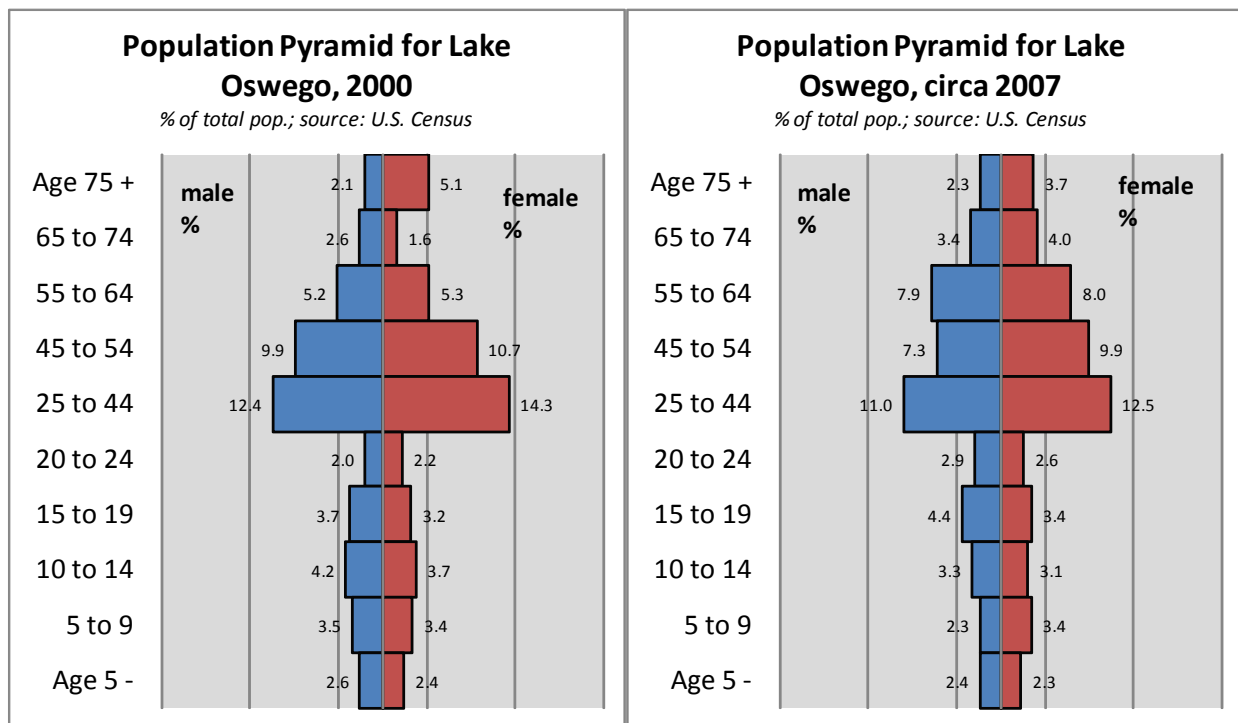 Population Pyramid for Lake
Oswego, 2000
% of total pop.; source: U.S. Census
male
%
female
%
Age 75 + 2.1 5.1
65 to 74 2.6 1.6
55 to 64 5.2 5.3
45 to 54 9.9 10.7
25 to 44 12.4 14.3
20 to 24 2.0 2.2
15 to 19 3.7 3.2
10 to 14 4.2 3.7
5 to 9 3.5 3.4
Age 5 - 2.6 2.4
Population Pyramid for Lake
Oswego, circa 2007
% of total pop.; source: U.S. Census
male
%
female
%
Age 75 + 2.3 3.7
65 to 74 3.4 4.0
55 to 64 7.9 8.0
45 to 54 7.3 9.9
25 to 44 11.0 12.5
20 to 24 2.9 2.6
15 to 19 4.4 3.4
10 to 14 3.3 3.1
5 to 9 2.3 3.4
Age 5 - 2.4 2.3